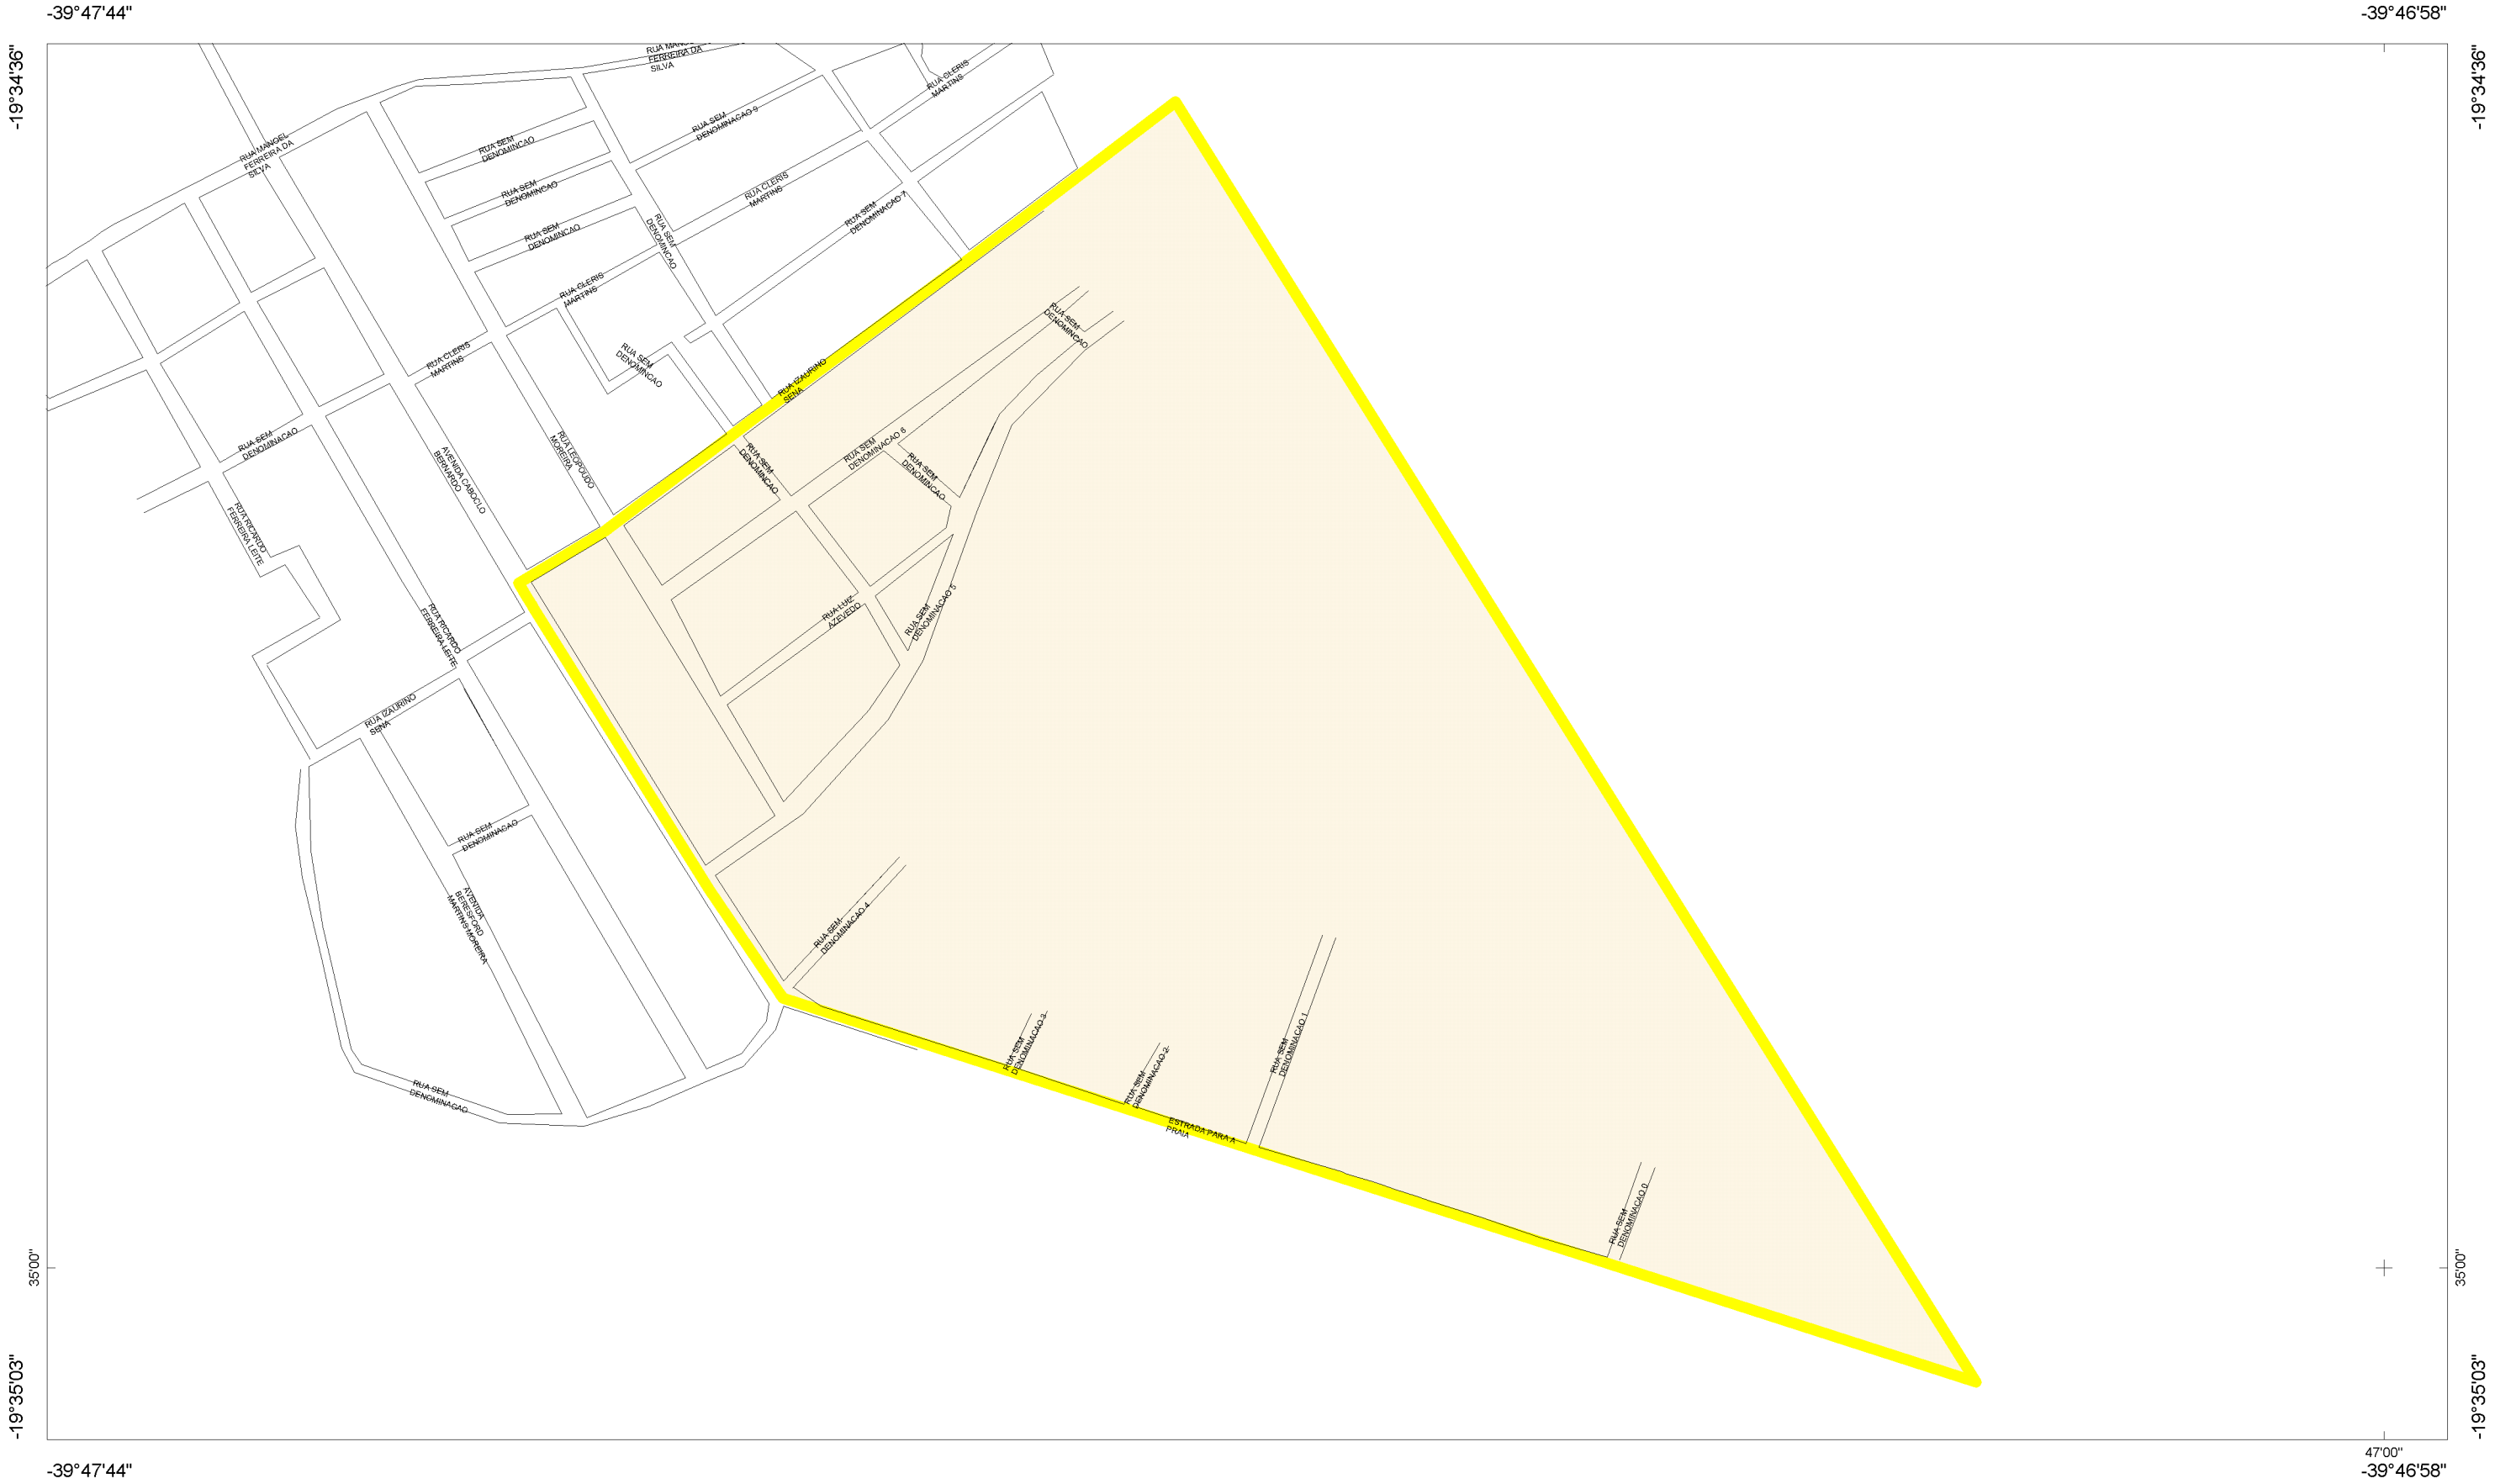 -39°47'44"
-39°46'58"
-19°34'36"
-19°34'36"
FERREIRA DA
SILVA
RUA CLERIS
MARTINS
RUA SEM
DENOMINACAO 9
RUA MANOEL
FERREIRA DA
SILVA
RUA SEM
DENOMINCAO
RUA SEM
DENOMINCAO
RUA CLERIS
MARTINS
RUA SEM
DENOMINACAO 7
RUA SEM
DENOMINCAO
RUA SEM
DENOMINCAO
RUA CLERIS
MARTINS
RUA SEM
DENOMINCAO
RUA CLERIS
MARTINS
RUA SEM
DENOMINCAO
RUA IZAURINO
SENA
RUA SEM
DENOMINACAO
AVENIDA CABOCLO
BERNARDO
RUA LEOPOULDO
MOREIRA
RUA SEM
DENOMINCAO
RUA SEM
DENOMINACAO 6
RUA SEM
DENOMINCAO
RUA RICARDO
FERREIRA LEITE
RUA RICARDO
FERREIRA LEITE
RUA LUIZ
AZEVEDO
RUA SEM
DENOMINACAO 5
RUA IZAURINO
SENA
RUA SEM
DENOMINACAO
AVENIDA
BERESFORD
MARTINS MOREIRA
RUA SEM
DENOMINACAO 4
RUA SEM
DENOMINACAO 3
RUA SEM
DENOMINACAO 2
RUA SEM
DENOMINACAO 1
RUA SEM
DENOMINACAO
ESTRADA PARA A
PRAIA
RUA SEM
DENOMINACAO 0
35'00"
35'00"
-19°35'03"
-19°35'03"
47'00"
-39°47'44"
-39°46'58"